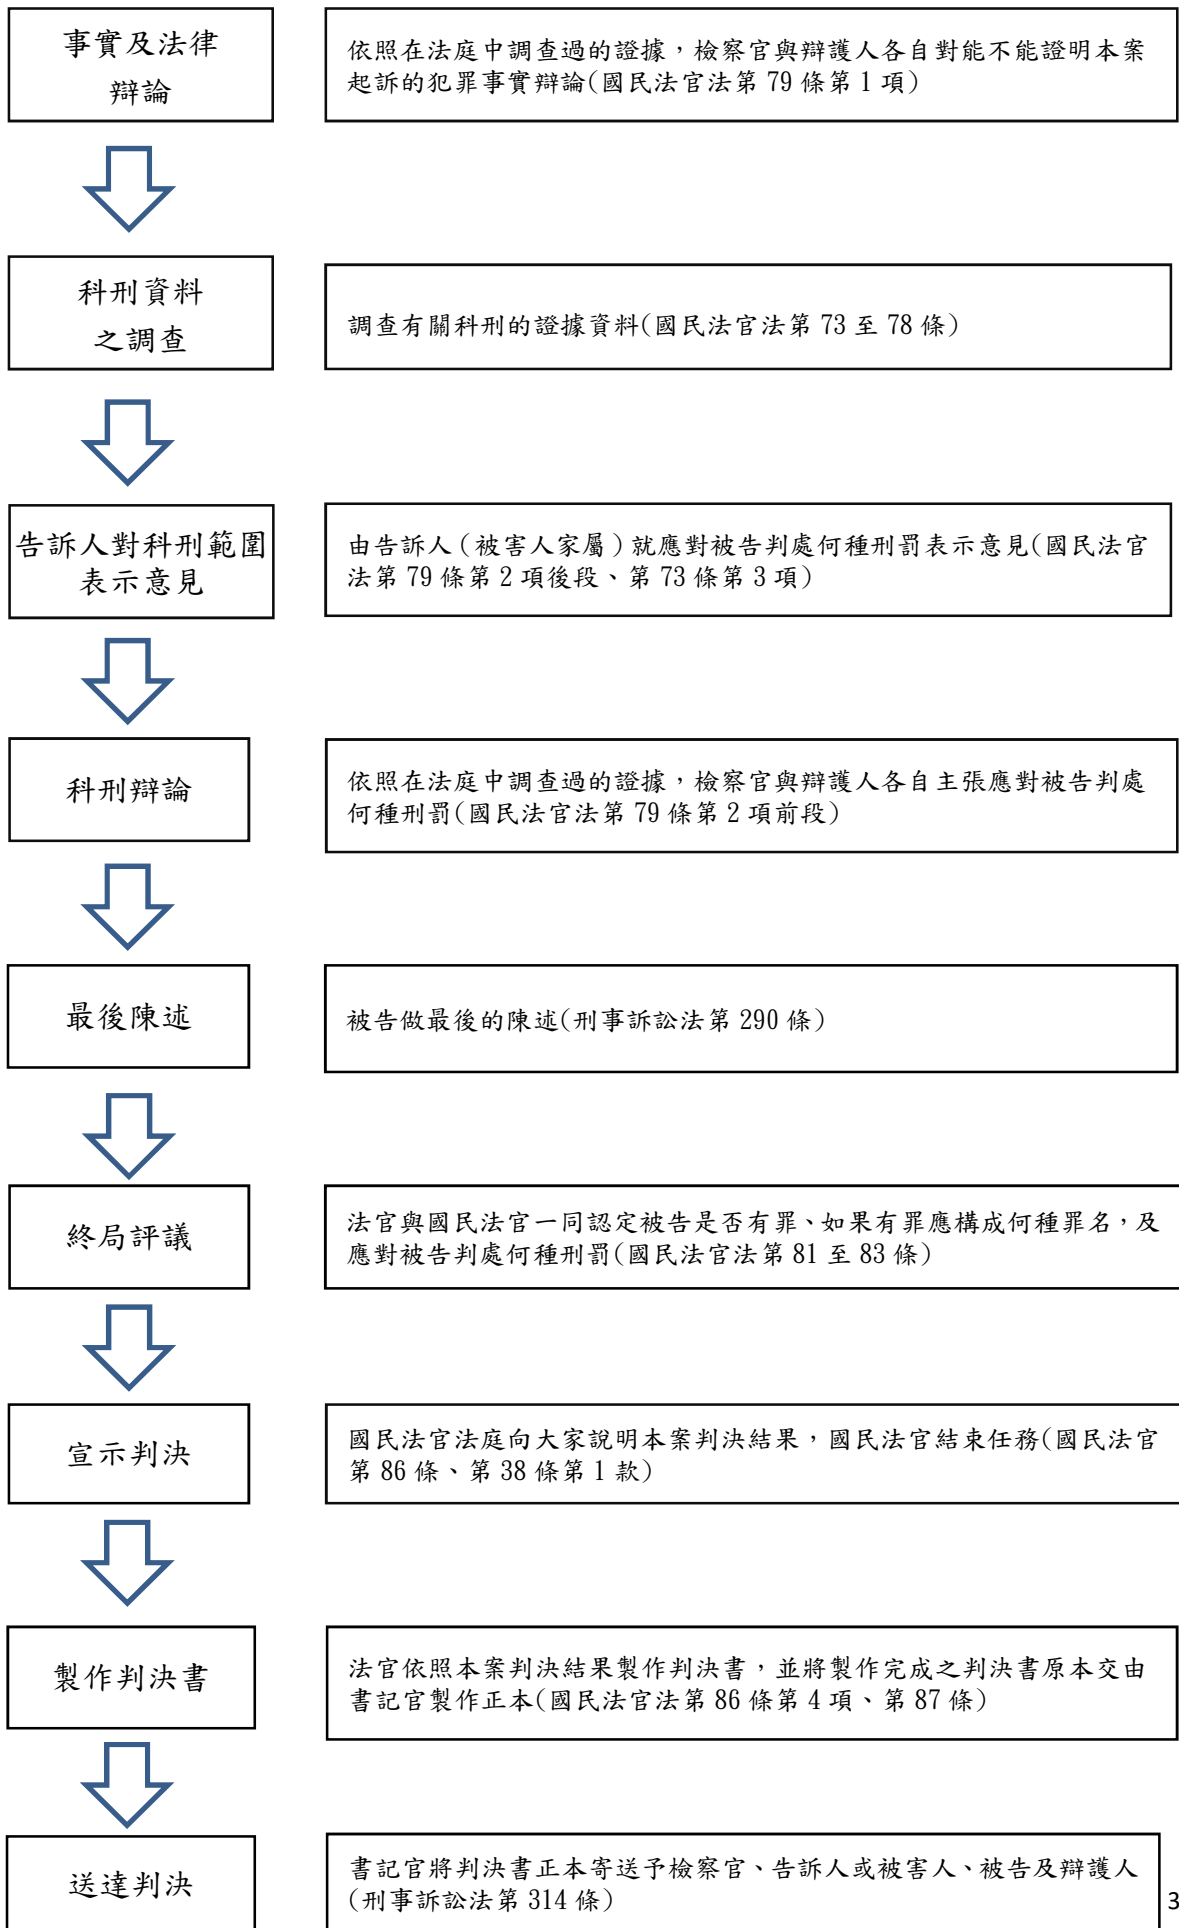 事實及法律
辯論
依照在法庭中調查過的證據，檢察官與辯護人各自對能不能證明本案
起訴的犯罪事實辯論(國民法官法第 79 條第 1 項)
科刑資料
之調查
調查有關科刑的證據資料(國民法官法第 73 至 78 條)
告訴人對科刑範圍
表示意見
由告訴人（被害人家屬）就應對被告判處何種刑罰表示意見(國民法官
法第 79 條第 2 項後段、第 73 條第 3 項)
科刑辯論
依照在法庭中調查過的證據，檢察官與辯護人各自主張應對被告判處
何種刑罰(國民法官法第 79 條第 2 項前段)
最後陳述
被告做最後的陳述(刑事訴訟法第 290 條)
終局評議
法官與國民法官一同認定被告是否有罪、如果有罪應構成何種罪名，及
應對被告判處何種刑罰(國民法官法第 81 至 83 條)
宣示判決
國民法官法庭向大家說明本案判決結果，國民法官結束任務(國民法官
第 86 條、第 38 條第 1 款)
製作判決書
法官依照本案判決結果製作判決書，並將製作完成之判決書原本交由
書記官製作正本(國民法官法第 86 條第 4 項、第 87 條)
送達判決
書記官將判決書正本寄送予檢察官、告訴人或被害人、被告及辯護人
(刑事訴訟法第 314 條)
3